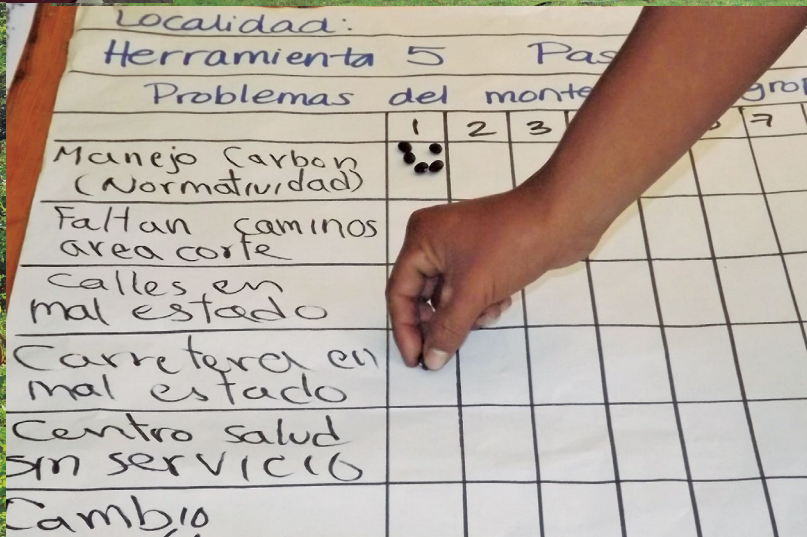 Localidad:
Herramienta 5
Problemas del monte
1 2 3 7
Manejo Carbon
(Normatividad)
Faltan caminos
area corte
Calles en
mal estado
Carretera en
mal estado
Centro salud
sin servicio
Cambio